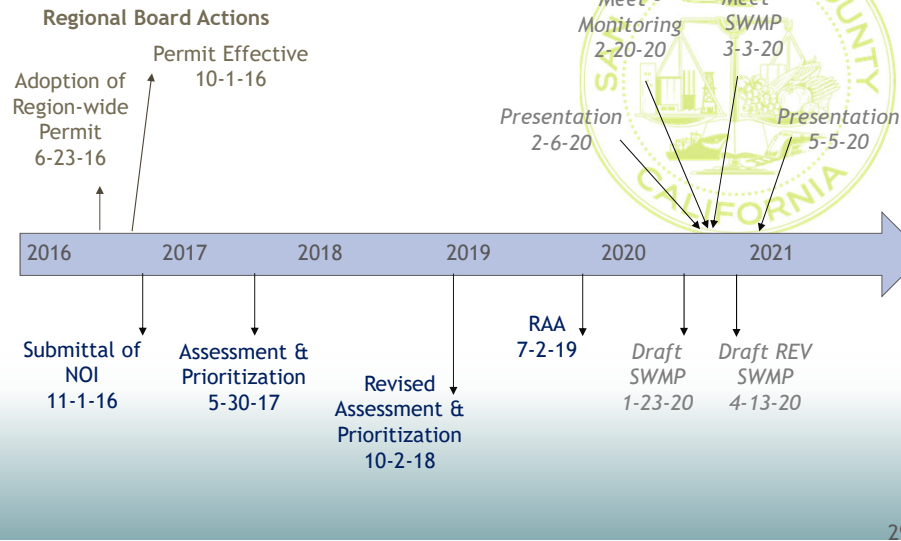 Regional Board Actions
Permit Effective
10-1-16
Adoption of
Region-wide
Permit
6-23-16
Monitoring
2-20-20
SWMP
3-3-20
Presentation
2-6-20
Presentation
5-5-20
SAN
COUNTY
CALIFORNIA
2016 2017 2018 2019 2020 2021
Submittal of
NOI
11-1-16
Assessment &
Prioritization
5-30-17
Revised
Assessment &
Prioritization
10-2-18
RAA
7-2-19
Draft
SWMP
1-23-20
Draft REV
SWMP
4-13-20